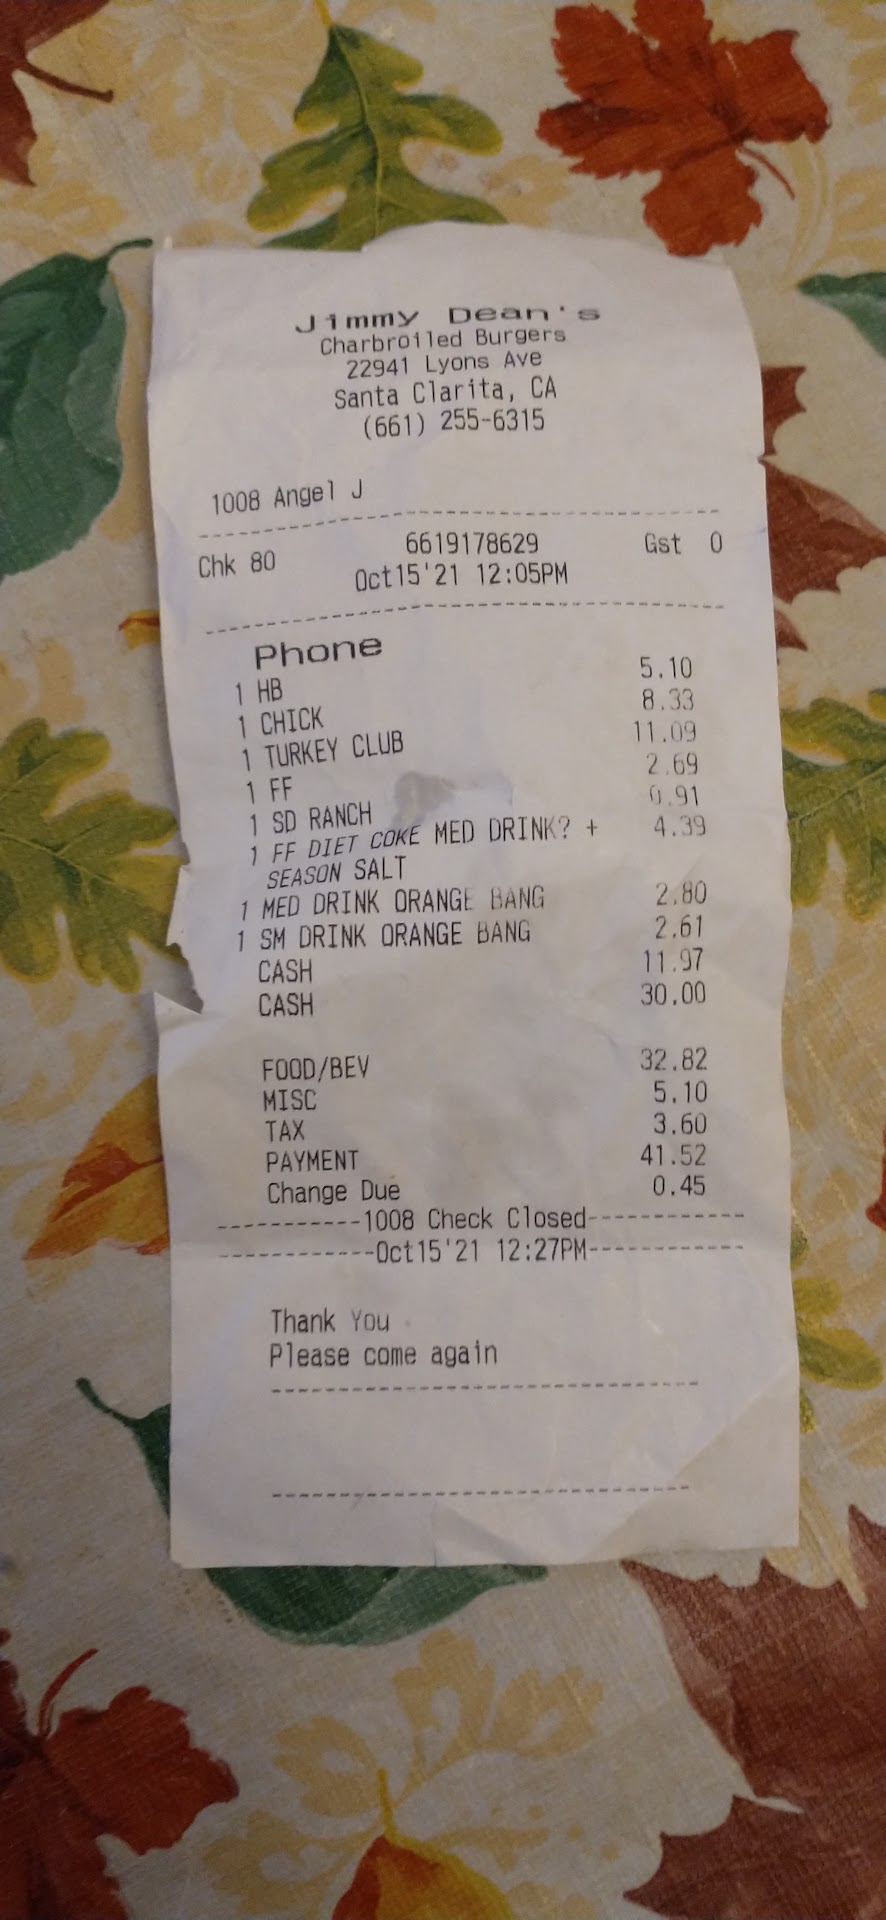 Jimmy Dean's
Charbroiled Burgers
22941 Lyons Ave
Santa Clarita, CA
(661) 255-6315
1008 Angel J
Chk 80 6619178629 Gst 0
Oct15'21 12:05PM
Phone
1 HB 5.10
1 CHICK 8.33
1 TURKEY CLUB 11.09
1 FF 2.69
1 SD RANCH 0.91
1 FF DIET COKE MED DRINK? + 4.39
SEASON SALT
1 MED DRINK ORANGE BANG 2.80
1 SM DRINK ORANGE BANG 2.61
CASH 11.97
CASH 30.00
FOOD/BEV 32.82
MISC 5.10
TAX 3.60
PAYMENT 41.52
Change Due 0.45
-----------1008 Check Closed------------
------------Oct15'21 12:27PM------------
Thank You
Please come again